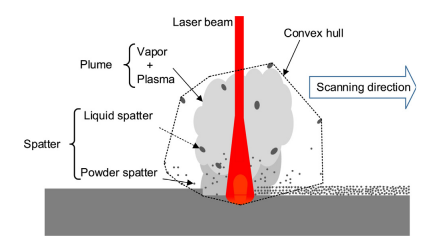 Laser beam
Convex hull
Plume
Vapor
+
Plasma
Scanning direction
Liquid spatter
Spatter
Powder spatter